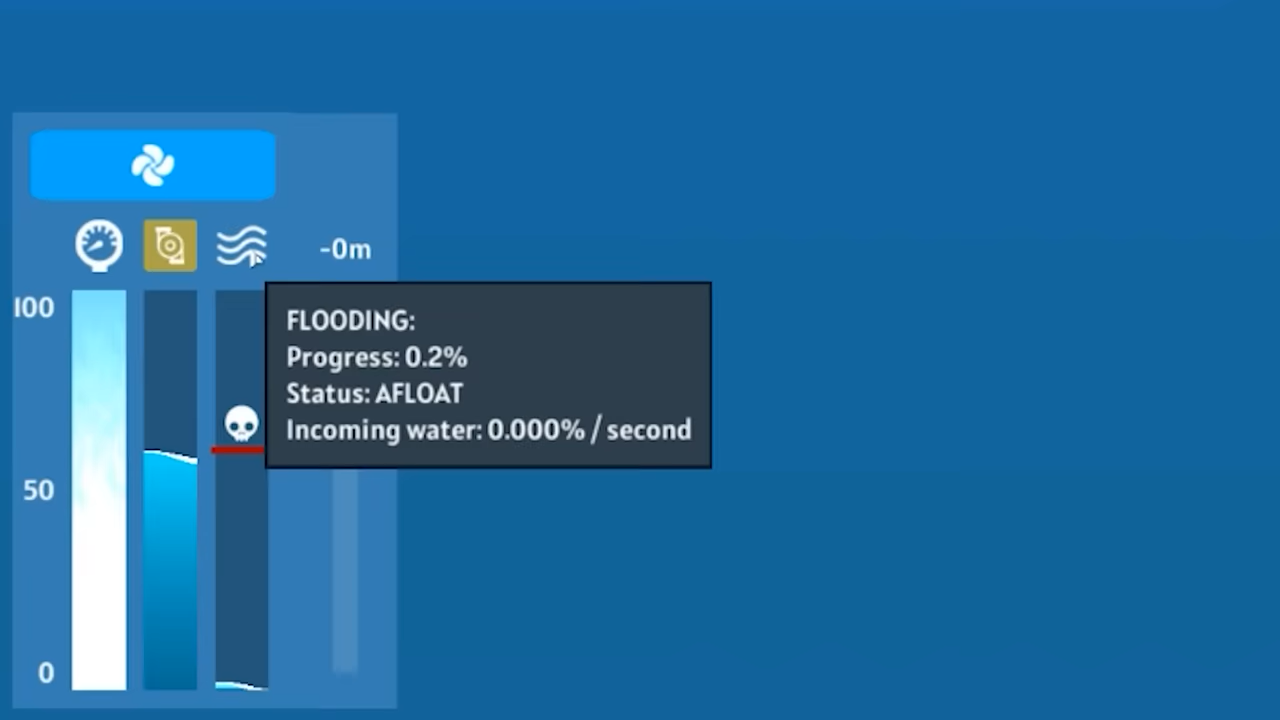 -0m
100
50
0
FLOODING:
Progress: 0.2%
Status: AFLOAT
Incoming water: 0.000% / second